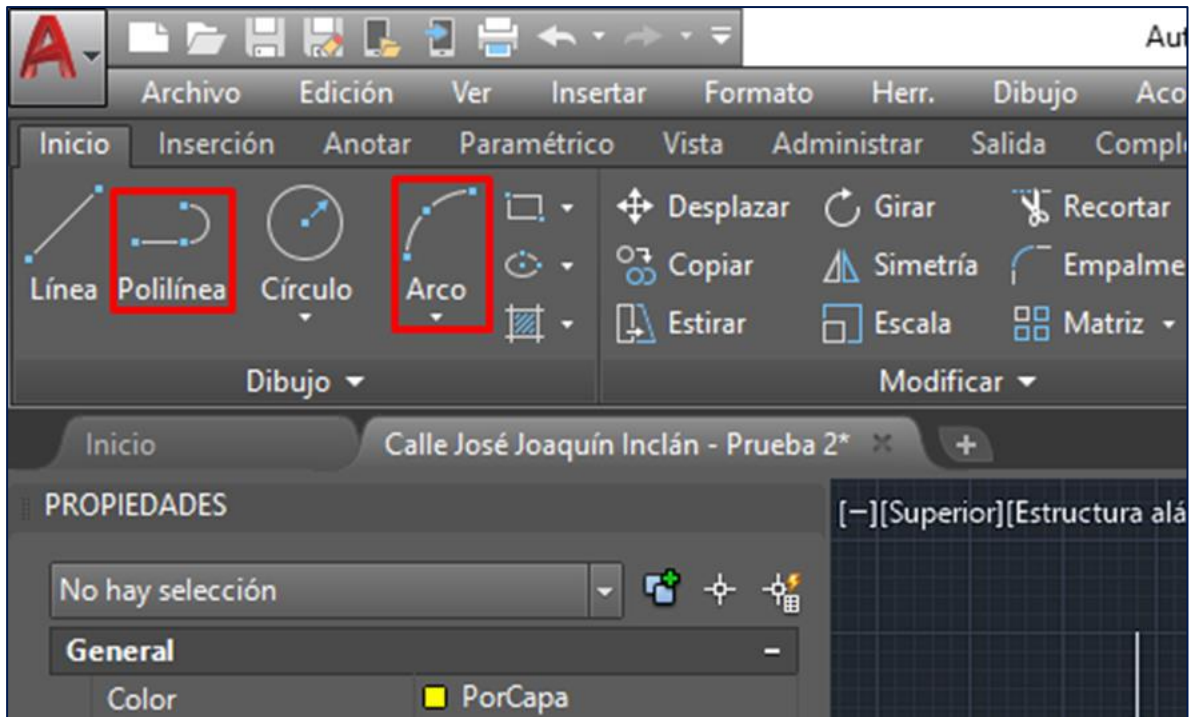 Aut
Archivo Edición Ver Insertar Formato Herr. Dibujo Aco
Inicio Inserción Anotar Paramétrico Vista Administrar Salida Comple
Desplazar Girar Recortar
Copiar Simetría Empalme
Línea Polilínea Círculo Arco
Estirar Escala Matriz
Dibujo Modificar
Inicio Calle José Joaquín Inclán - Prueba 2*
PROPIEDADES
[−][Superior][Estructura alá
No hay selección
General
Color PorCapa